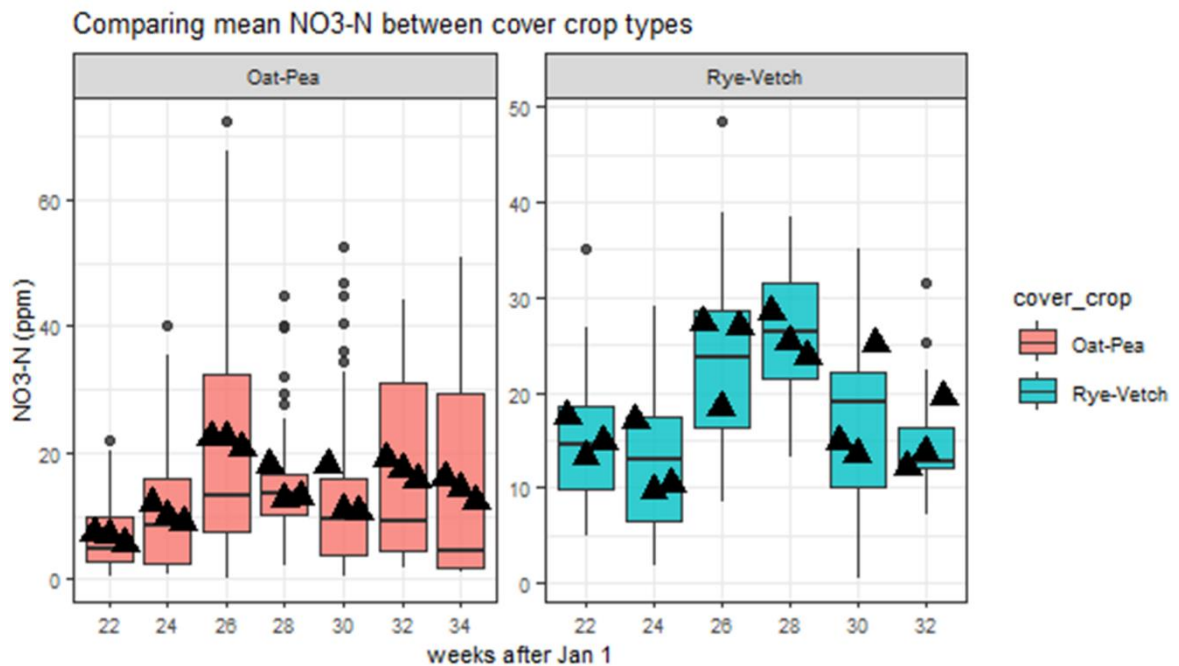 Comparing mean NO3-N between cover crop types
Oat-Pea
Rye-Vetch
NO3-N (ppm)
60
40
20
0
50
40
30
20
10
0
22 24 26 28 30 32 34
22 24 26 28 30 32
weeks after Jan 1
cover_crop
Oat-Pea
Rye-Vetch